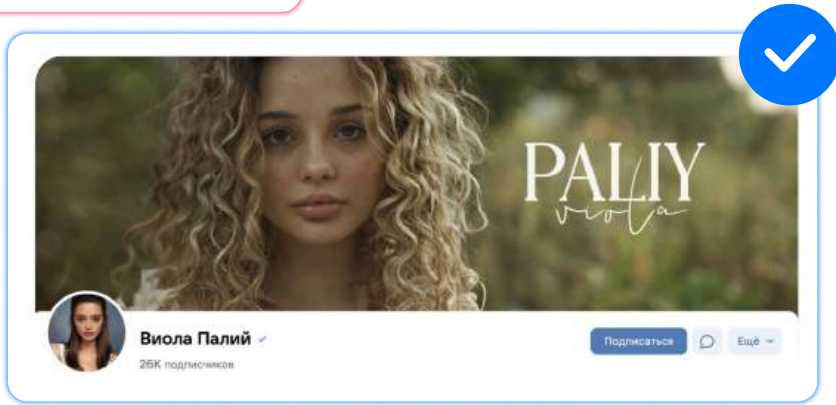 PALIY
viola
Виола Палий
26K подписчиков
Подписаться
Ещё